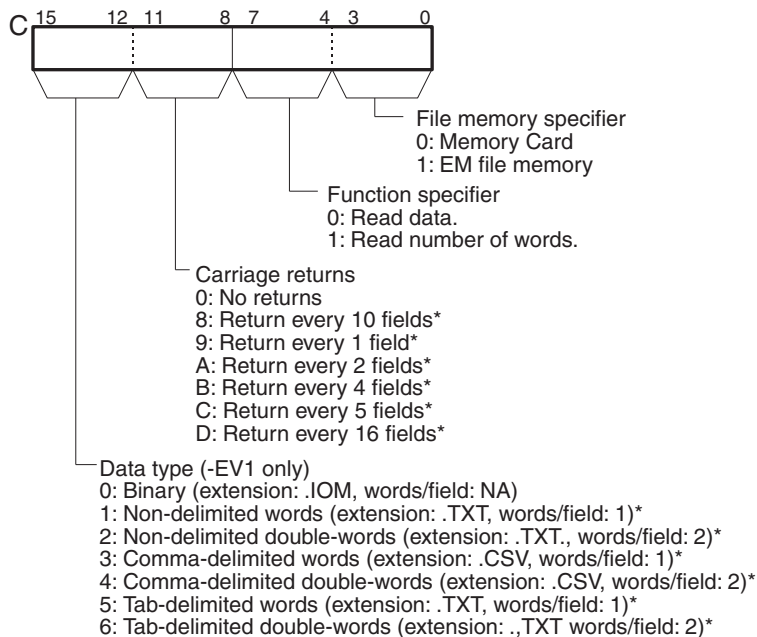 C 15 12 11 8 7 4 3 0
File memory specifier
0: Memory Card
1: EM file memory
Function specifier
0: Read data.
1: Read number of words.
Carriage returns
0: No returns
8: Return every 10 fields*
9: Return every 1 field*
A: Return every 2 fields*
B: Return every 4 fields*
C: Return every 5 fields*
D: Return every 16 fields*
Data type (-EV1 only)
0: Binary (extension: .IOM, words/field: NA)
1: Non-delimited words (extension: .TXT, words/field: 1)*
2: Non-delimited double-words (extension: .TXT., words/field: 2)*
3: Comma-delimited words (extension: .CSV, words/field: 1)*
4: Comma-delimited double-words (extension: .CSV, words/field: 2)*
5: Tab-delimited words (extension: .TXT, words/field: 1)*
6: Tab-delimited double-words (extension: .,TXT words/field: 2)*